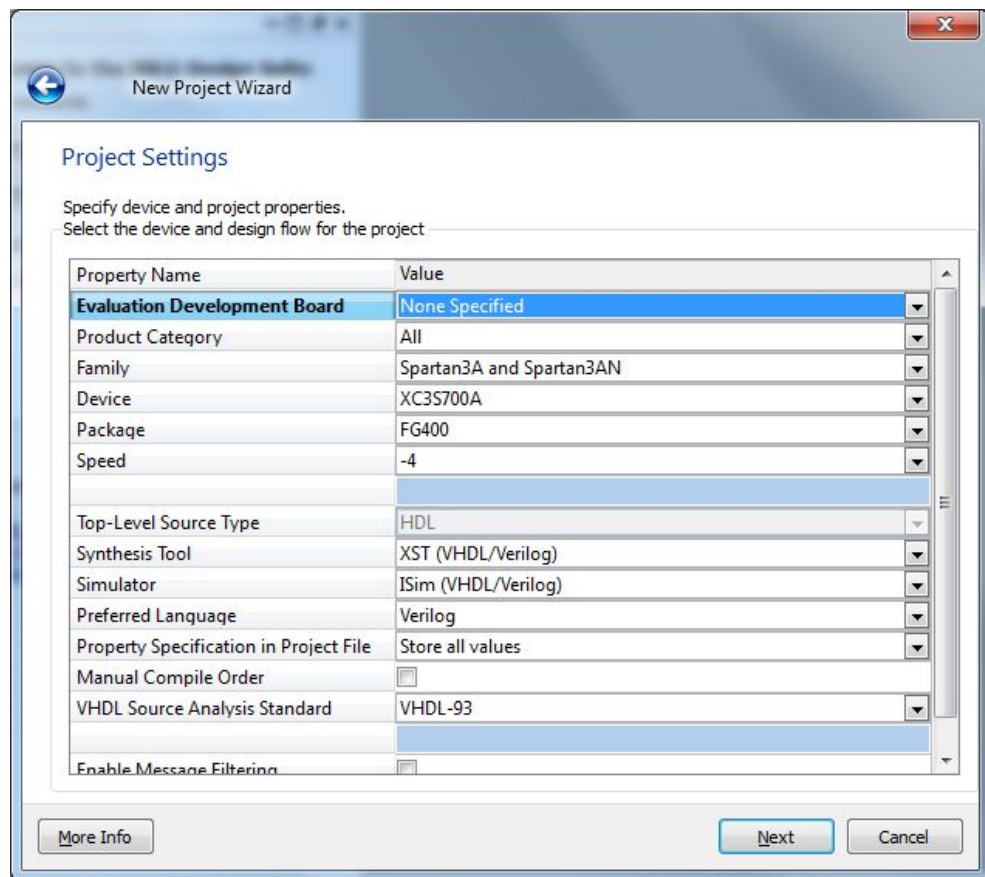 New Project Wizard
Project Settings
Specify device and project properties.
Select the device and design flow for the project
Property Name Value
Evaluation Development Board None Specified
Product Category All
Family Spartan3A and Spartan3AN
Device XC3S700A
Package FG400
Speed -4
Top-Level Source Type HDL
Synthesis Tool XST (VHDL/Verilog)
Simulator ISim (VHDL/Verilog)
Preferred Language Verilog
Property Specification in Project File Store all values
Manual Compile Order
VHDL Source Analysis Standard VHDL-93
Enable Message Filtering
More Info Next Cancel